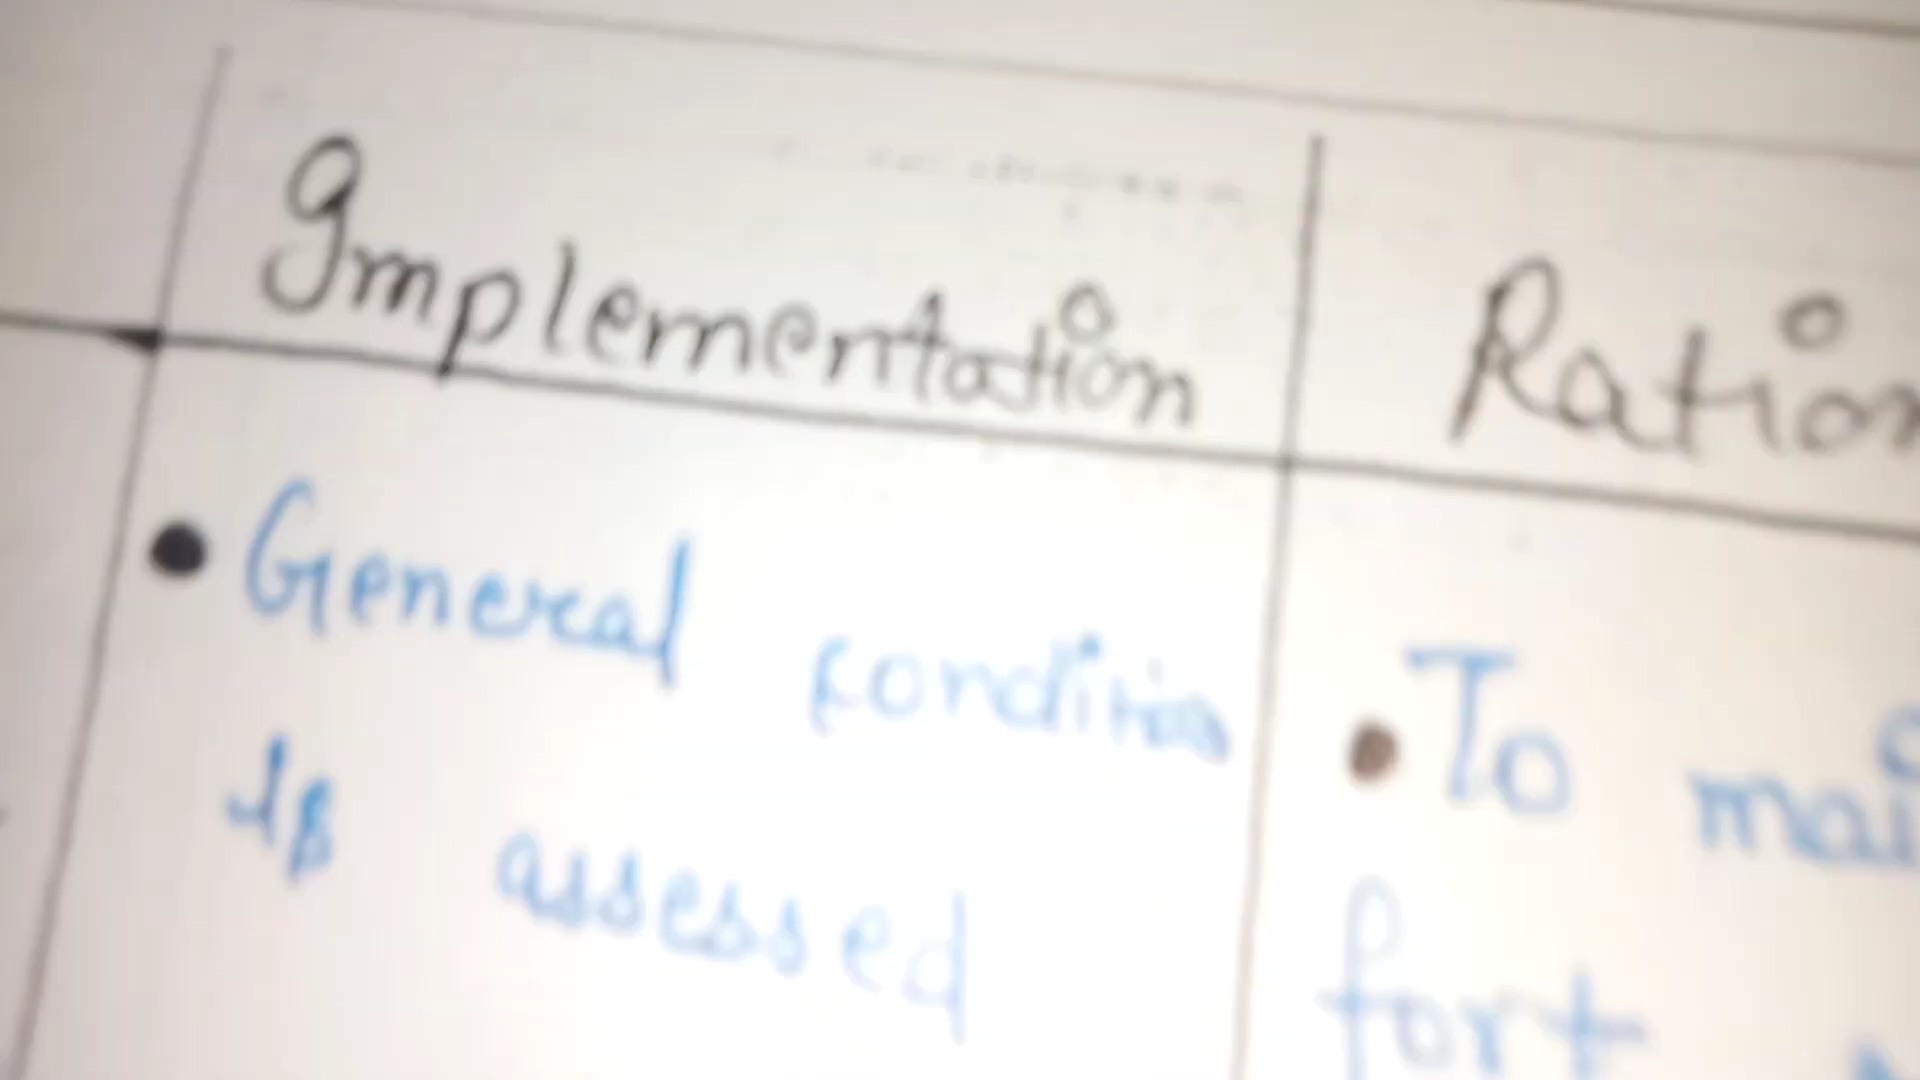 Implementation
Ration
• General condition
is assessed
• To mai
fort